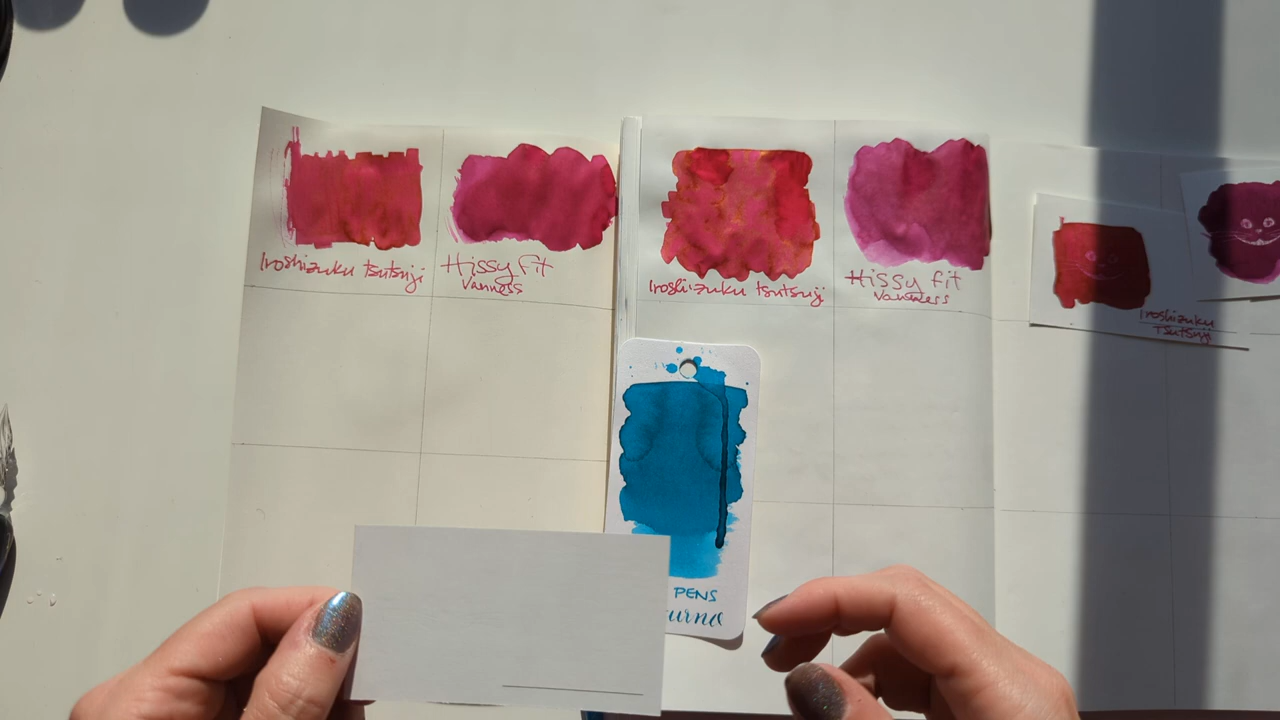 Iroshizuku tsutsuji
Hissy fit
Vanness
Iroshizuku tsutsuji
Hissy fit
Vanness
Iroshizuku
Tsutsuji
PENS